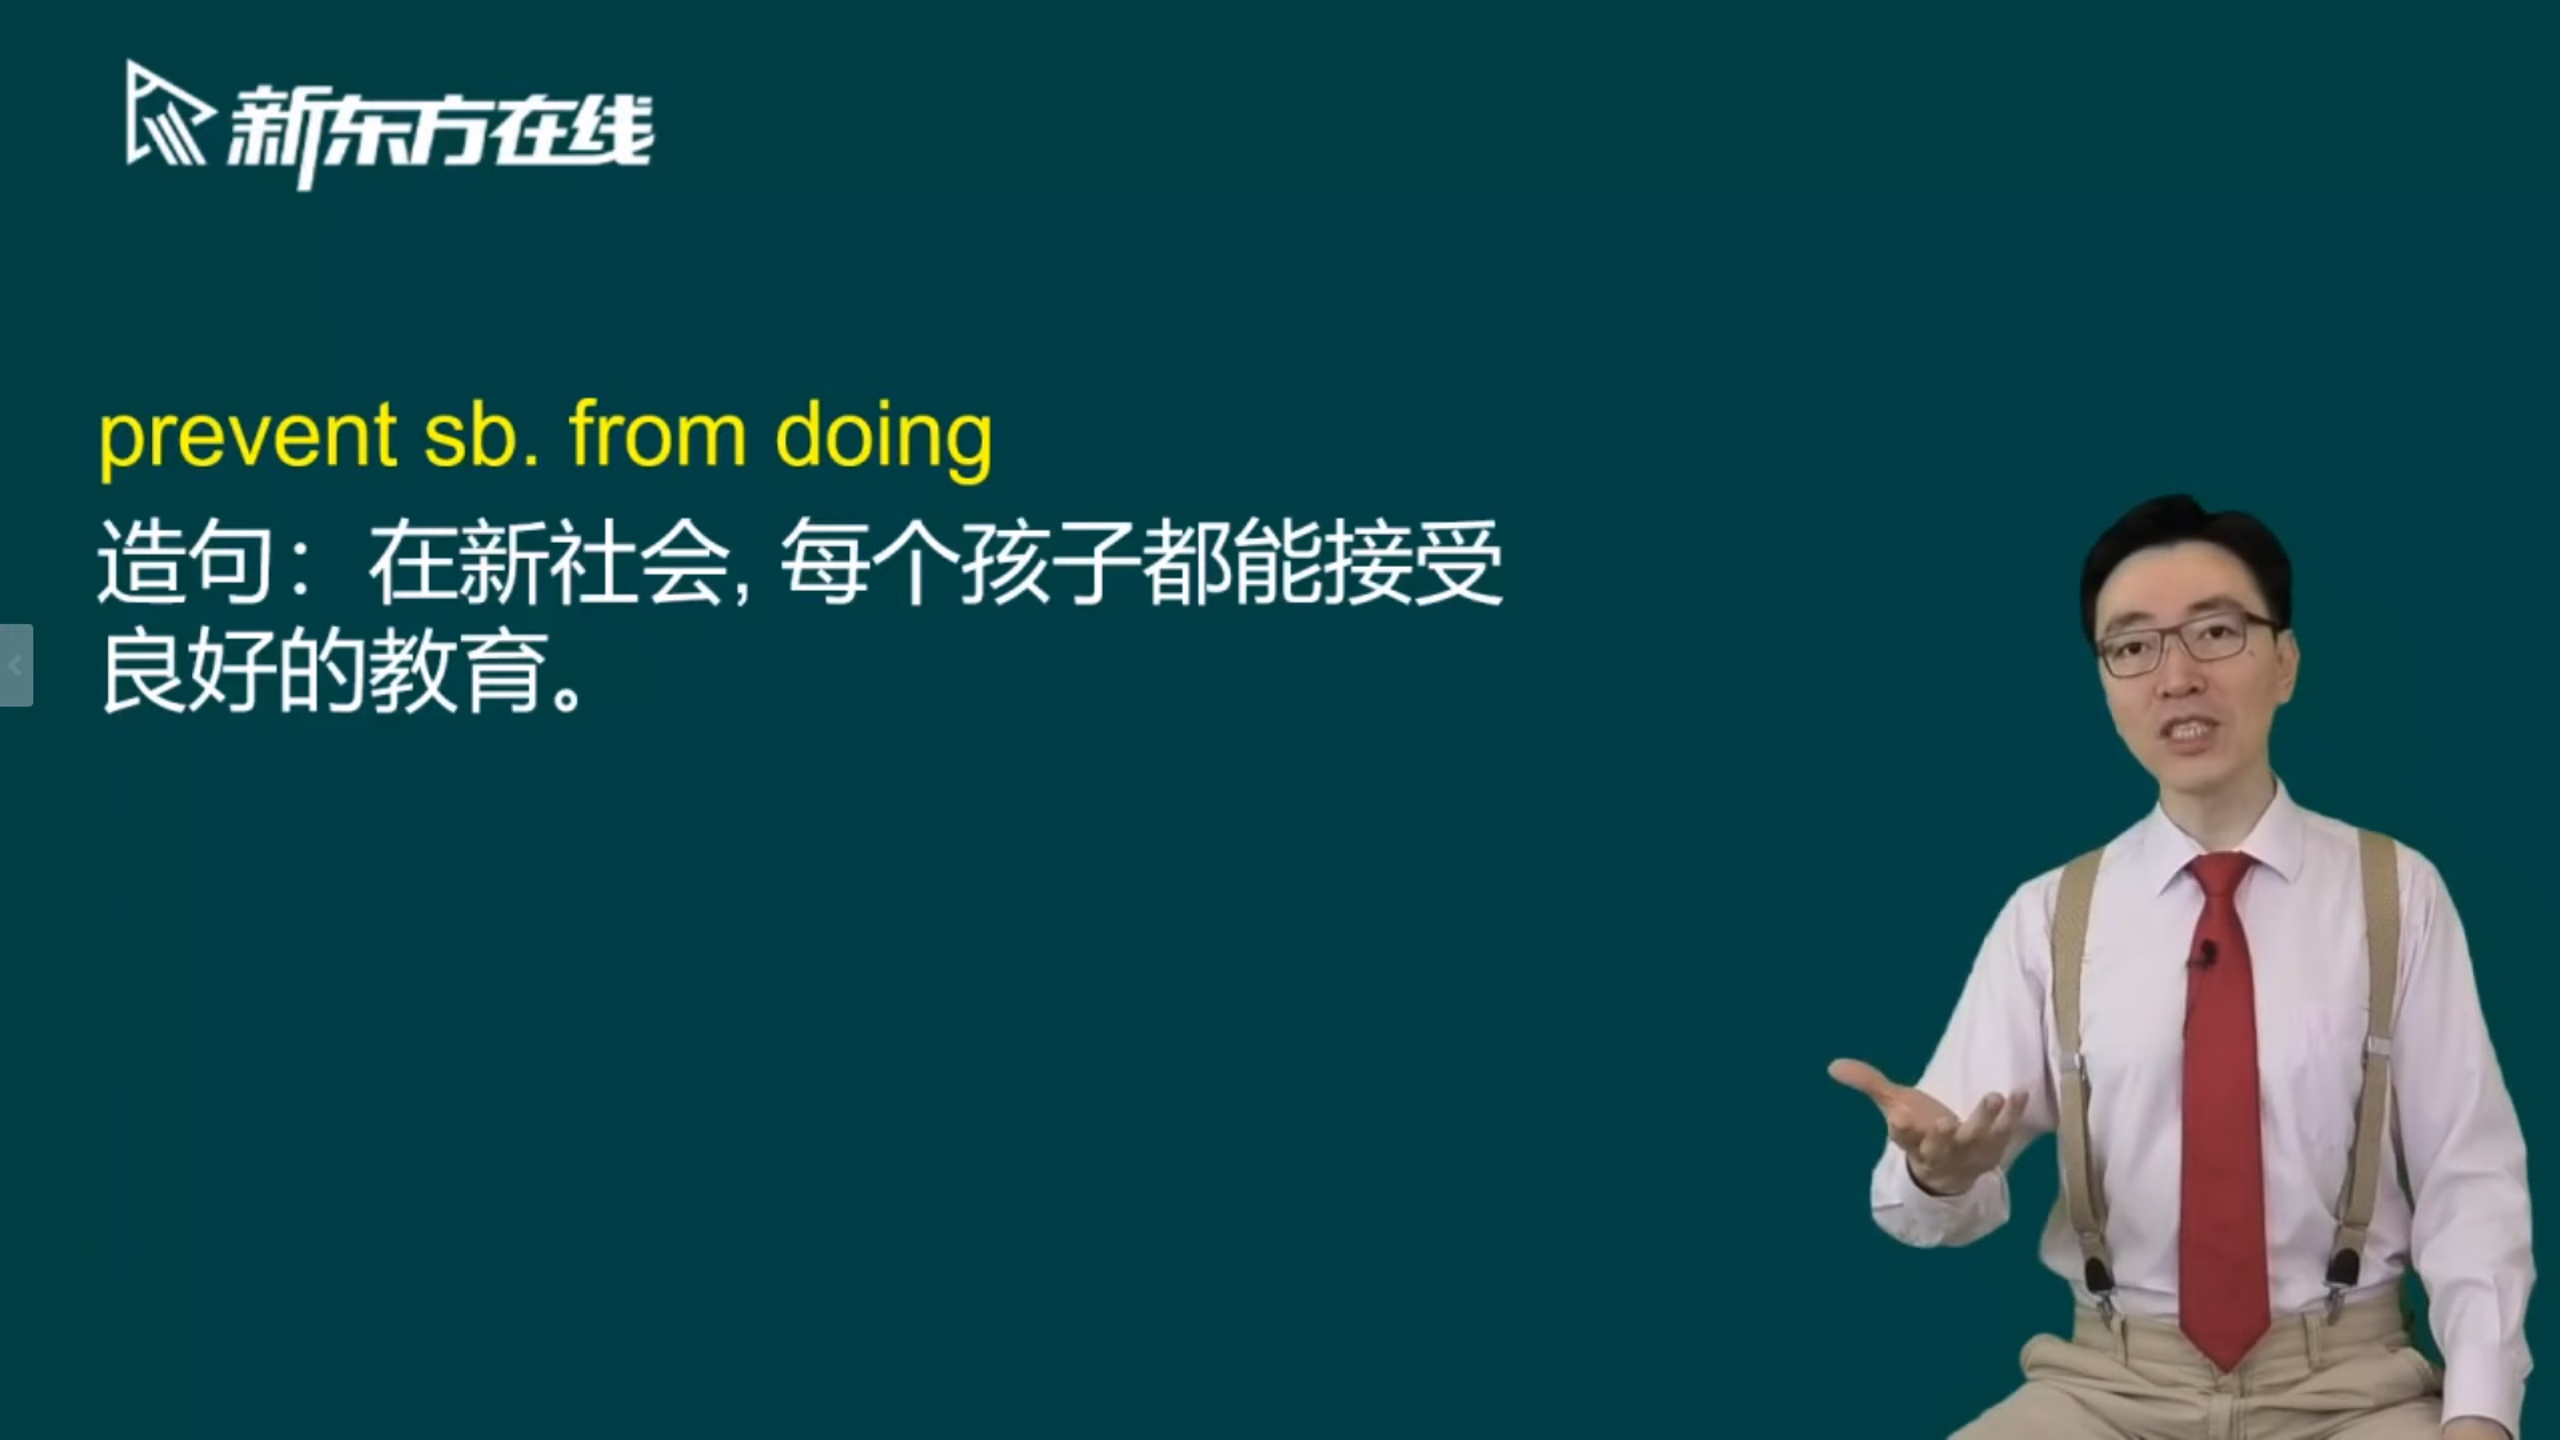 新东方在线
prevent sb. from doing
造句：在新社会, 每个孩子都能接受
良好的教育。